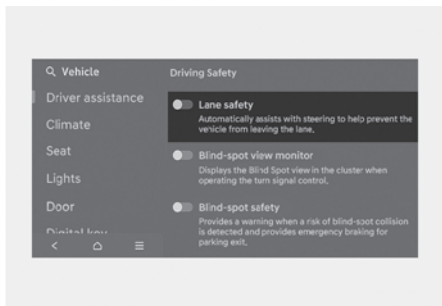 Vehicle
Driver assistance
Climate
Seat
Lights
Door
Digital key
Driving Safety
Lane safety
Automatically assists with steering to help prevent the
vehicle from leaving the lane.
Blind-spot view monitor
Displays the Blind Spot view in the cluster when
operating the turn signal control.
Blind-spot safety
Provides a warning when a risk of blind-spot collision
is detected and provides emergency braking for
parking exit.